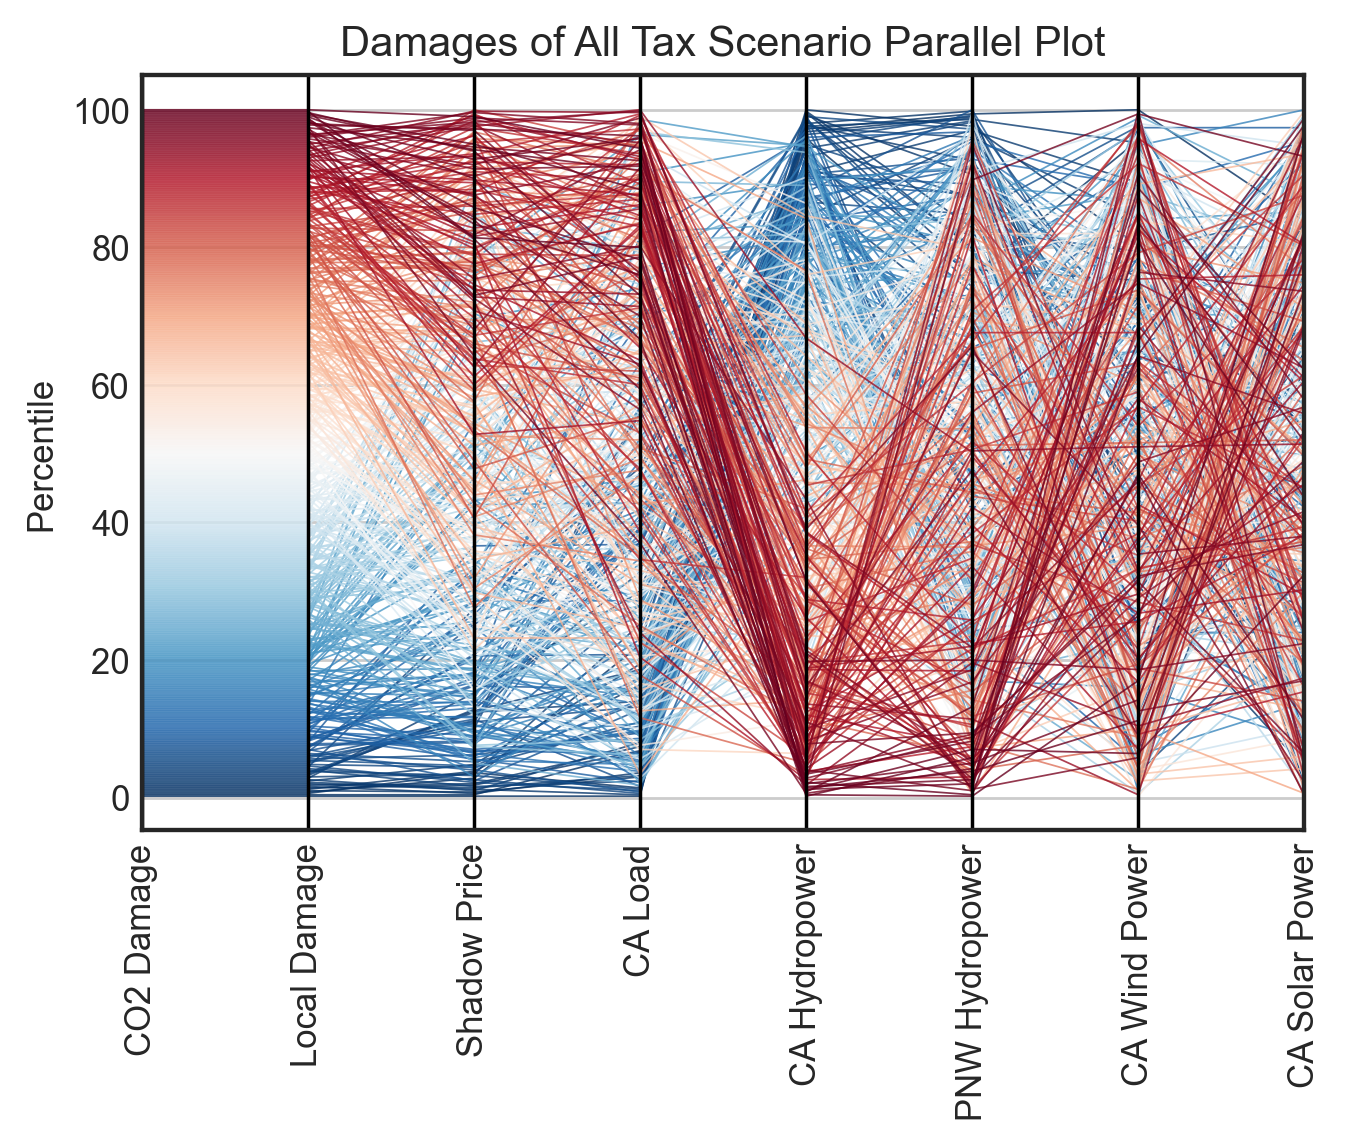 Damages of All Tax Scenario Parallel Plot
Percentile
100
80
60
40
20
0
CO2 Damage
Local Damage
Shadow Price
CA Load
CA Hydropower
PNW Hydropower
CA Wind Power
CA Solar Power